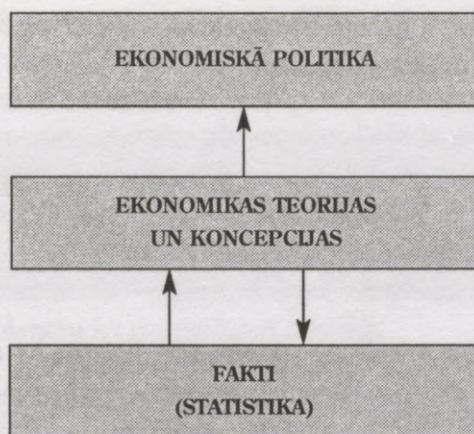 EKONOMISKĀ POLITIKA
EKONOMIKAS TEORIJAS
UN KONCEPCIJAS
FAKTI
(STATISTIKA)